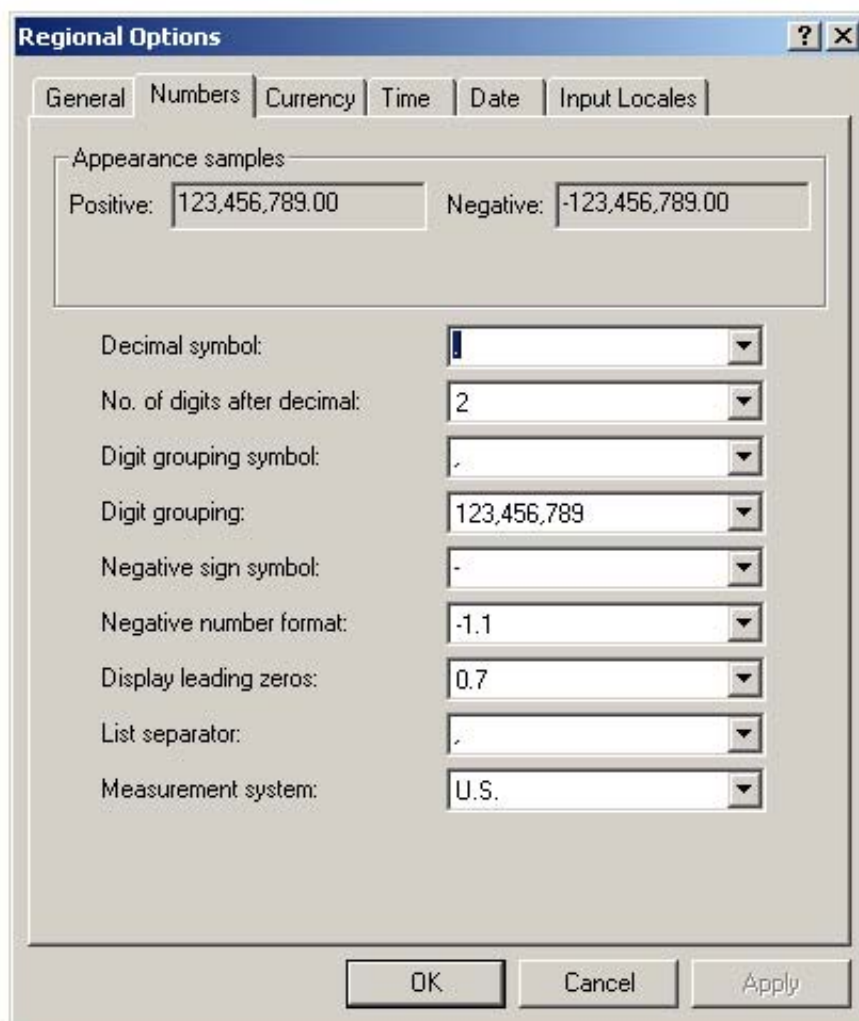 Regional Options
General Numbers Currency Time Date Input Locales
Appearance samples
Positive: 123,456,789.00 Negative: -123,456,789.00
Decimal symbol: .
No. of digits after decimal: 2
Digit grouping symbol: ,
Digit grouping: 123,456,789
Negative sign symbol: -
Negative number format: -1.1
Display leading zeros: 0.7
List separator: ,
Measurement system: U.S.
OK Cancel Apply